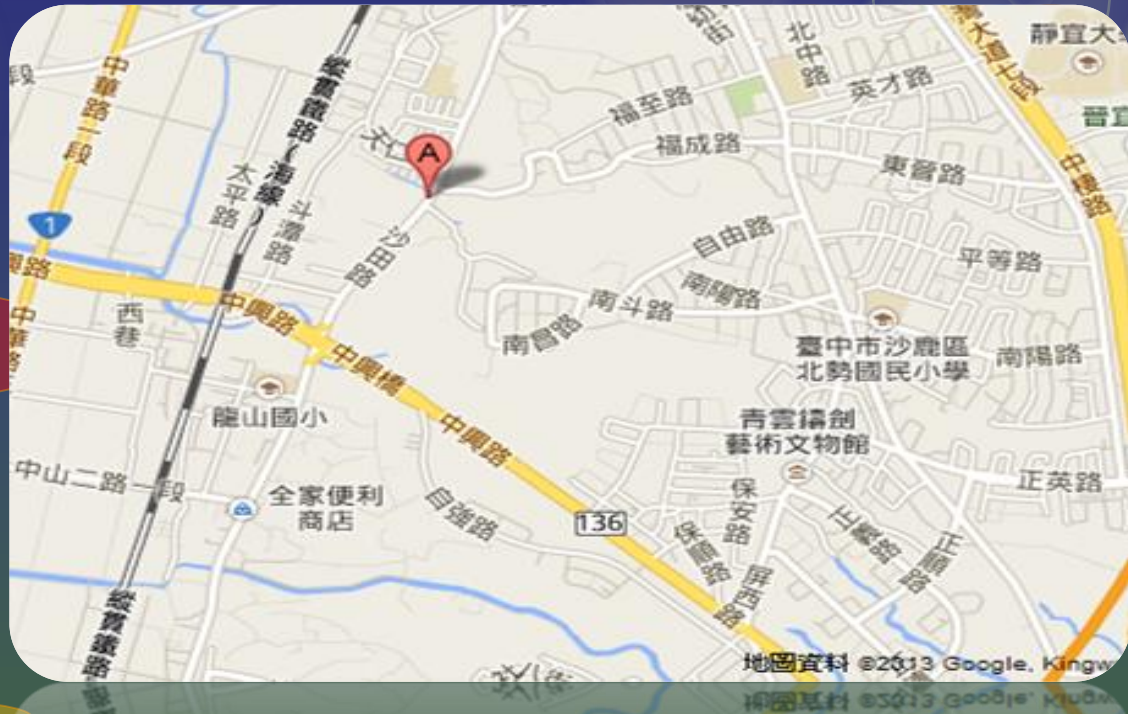 靜宜大
中華路一段
段
縱貫鐵路(海線)
北中路
英才路
福至路
福成路
東晉路
中棲路
A
1
太平路
斗潭路
沙田路
自由路
平等路
南陽路
南斗路
南昌路
中興路
西巷
中興橋
臺中市沙鹿區
北勢國民小學
南陽路
龍山國小
中興路
青雲鑄劍
藝術文物館
中山二路一段
全家便利
商店
自強路
136
保安路
正英路
保順路
屏西路
正順路
縱貫鐵路
地圖資料 ©2013 Google, Kingw